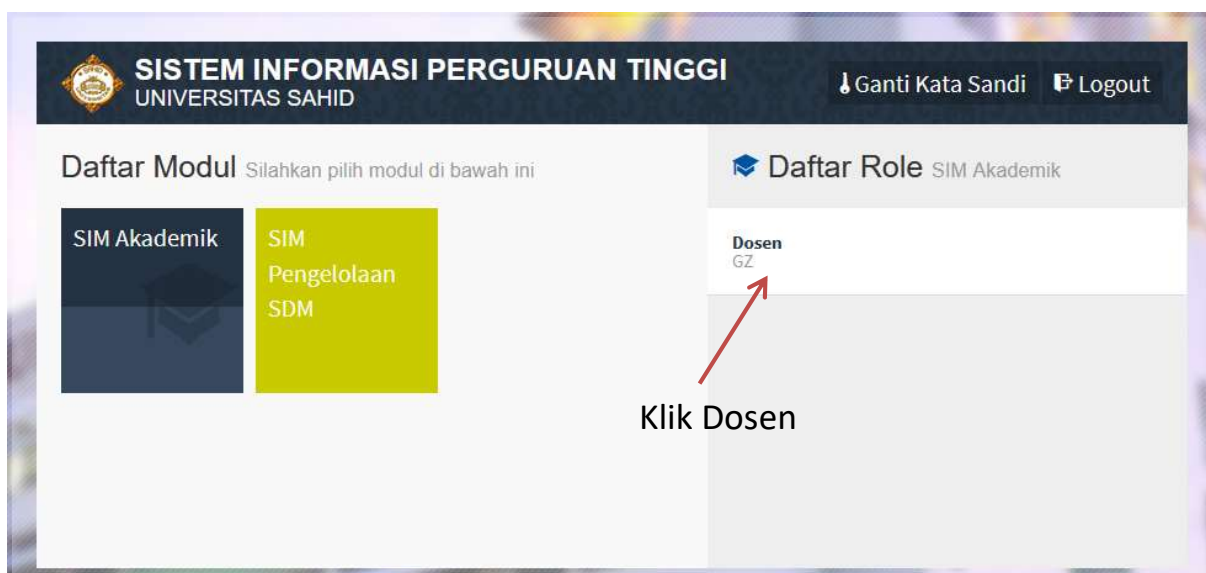 SISTEM INFORMASI PERGURUAN TINGGI
UNIVERSITAS SAHID
Ganti Kata Sandi
Logout
Daftar Modul Silahkan pilih modul di bawah ini
SIM Akademik
SIM
Pengelolaan
SDM
Daftar Role SIM Akademik
Dosen
GZ
Klik Dosen